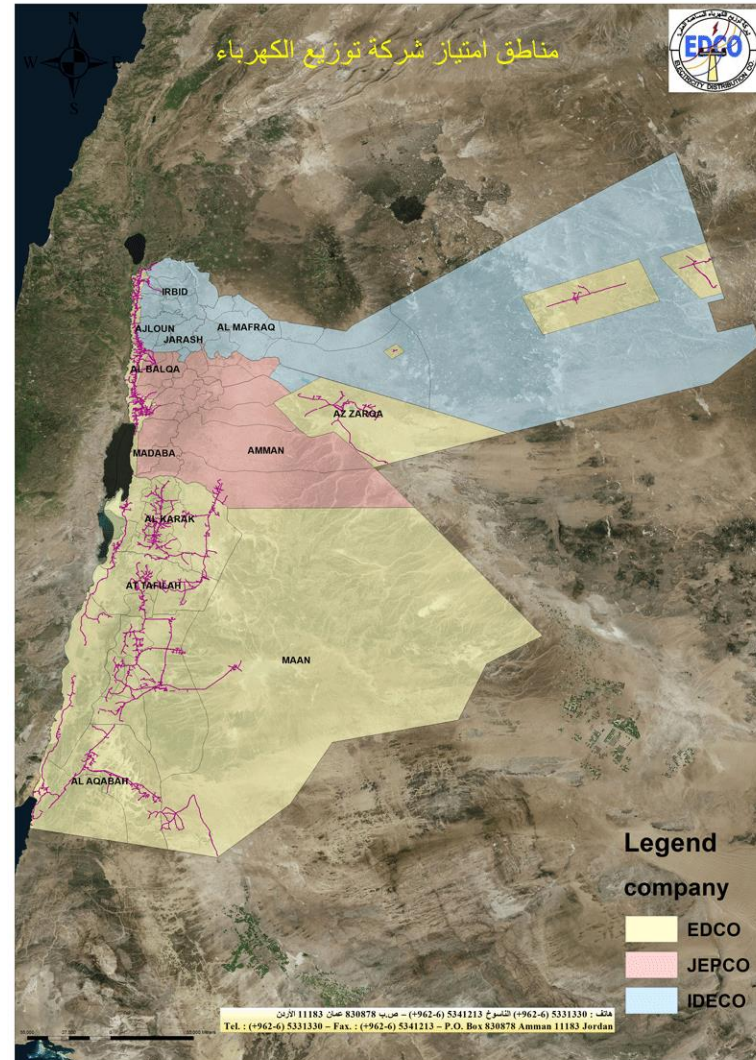 مناطق امتياز شركة توزيع الكهرباء
EDCO
ELECTRICITY DISTRIBUTION CO
N
W
E
S
IRBID
AJLOUN
JARASH
AL MAFRAQ
AL BALQA
AZ ZARQA
MADABA
AMMAN
AL KARAK
AT TAFILAH
MAAN
AL AQABAH
Legend
company
EDCO
JEPCO
IDECO
هاتف : 5331330 (6-962+) الفاسوخ 5341213 (6-962+) – ص.ب 830878 عمان 11183 الأردن
Tel. : (+962-6) 5331330 – Fax. : (+962-6) 5341213 – P.O. Box 830878 Amman 11183 Jordan